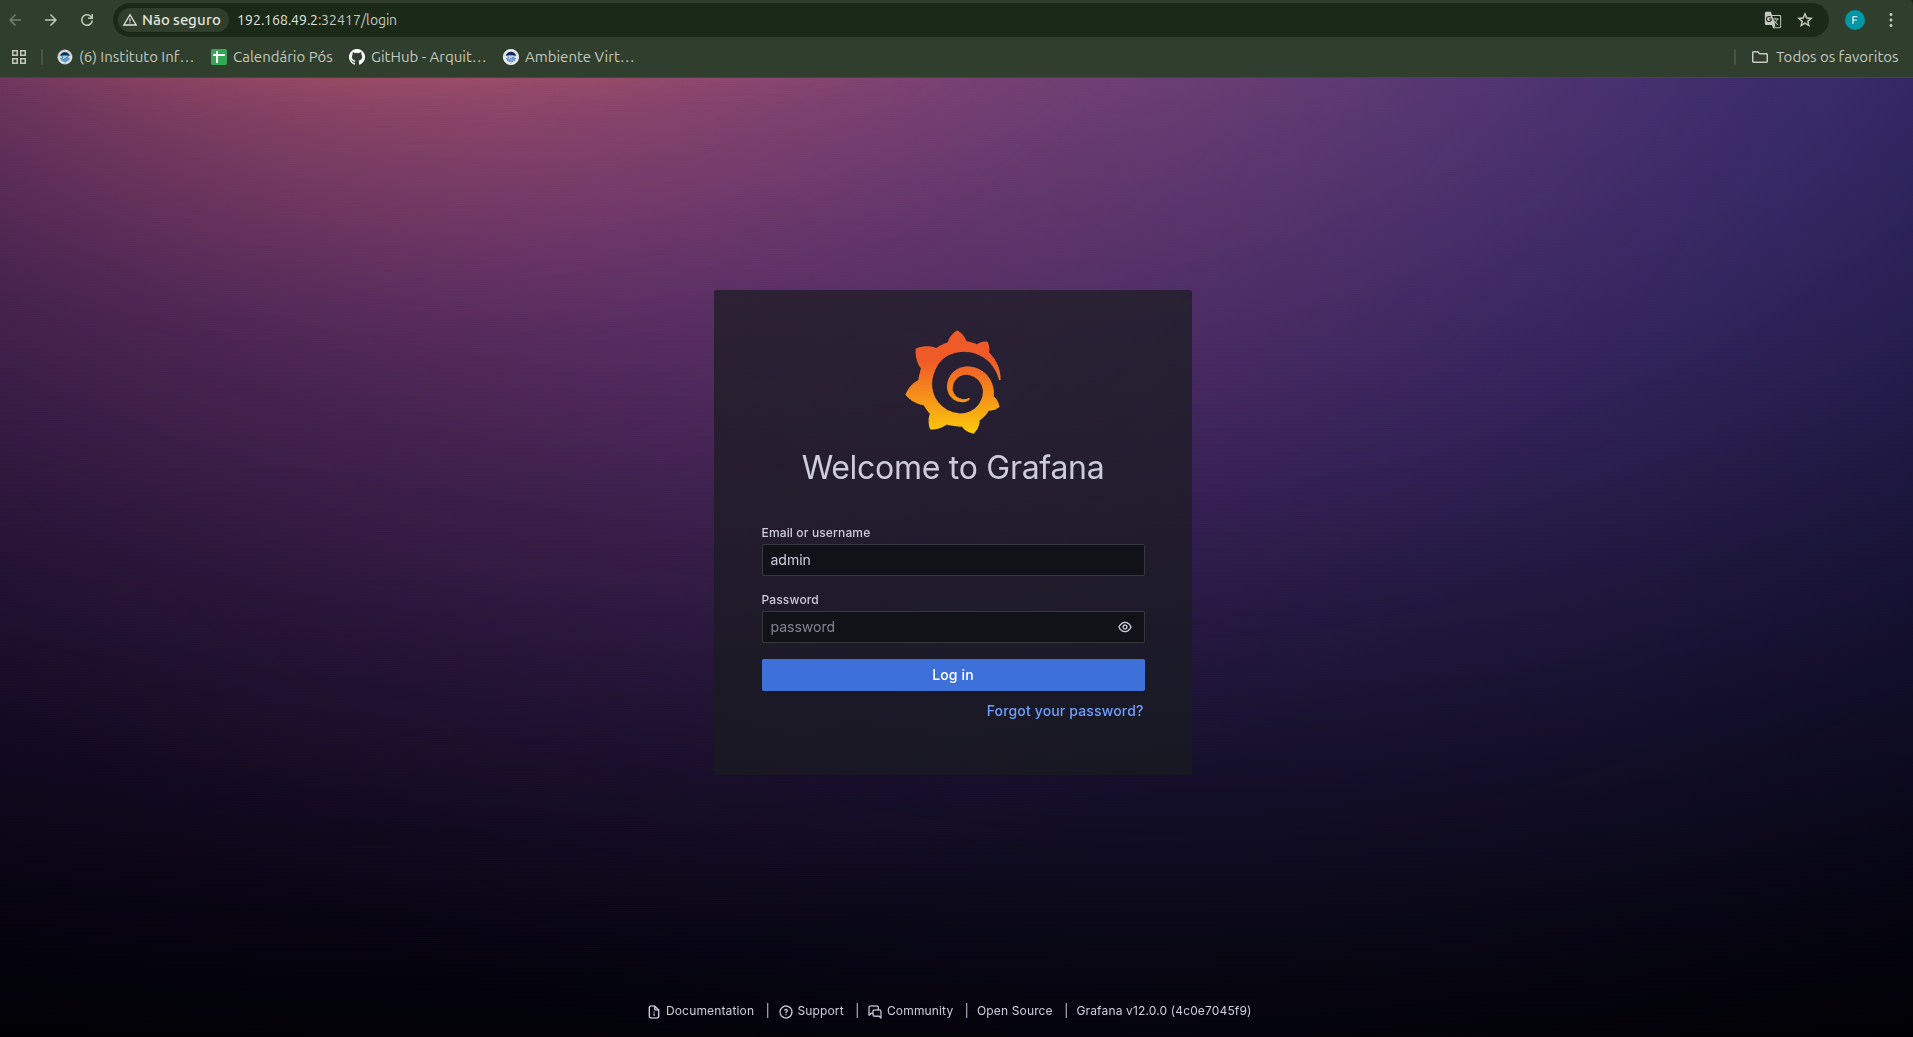 Não seguro 192.168.49.2:32417/login
F
(6) Instituto Inf... Calendário Pós GitHub - Arquit... Ambiente Virt... Todos os favoritos
Welcome to Grafana
Email or username
admin
Password
password
Log in
Forgot your password?
Documentation | Support | Community | Open Source | Grafana v12.0.0 (4c0e7045f9)